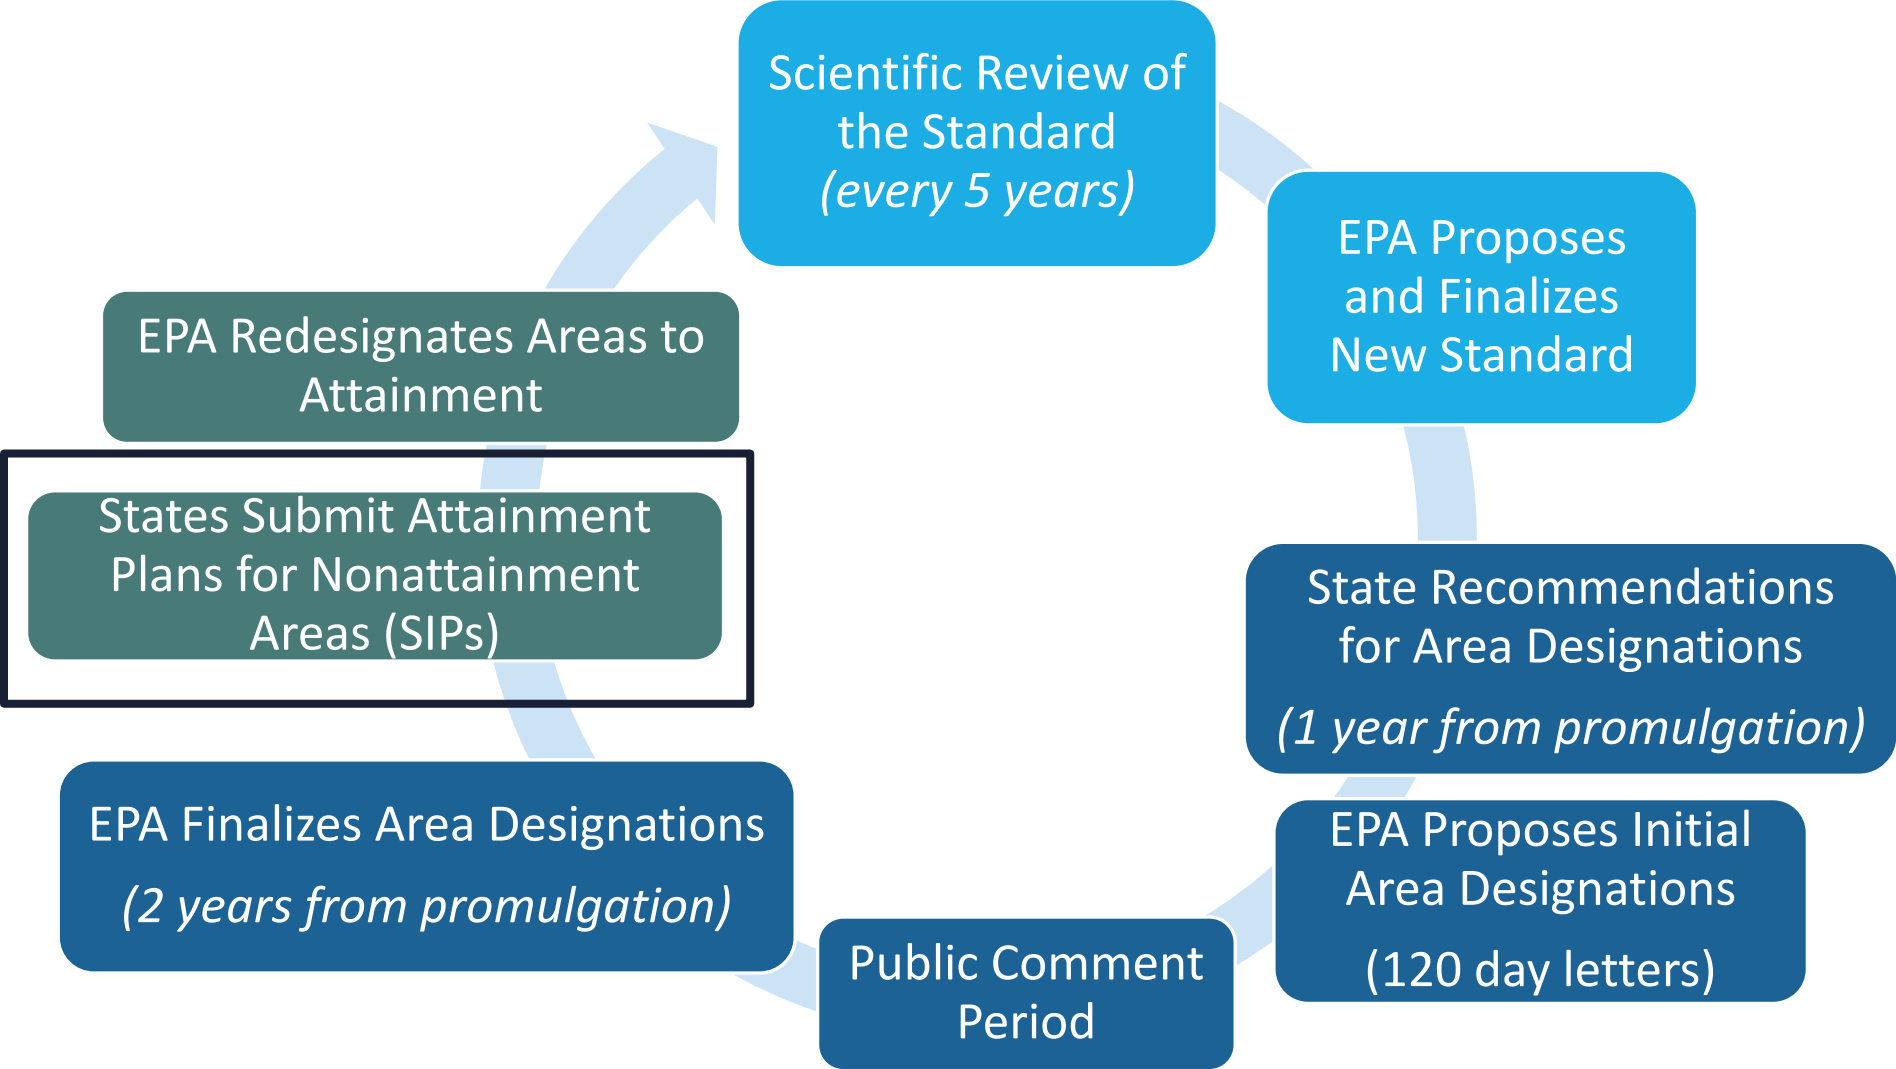 Scientific Review of
the Standard
(every 5 years)
EPA Proposes
and Finalizes
New Standard
State Recommendations
for Area Designations
(1 year from promulgation)
EPA Proposes Initial
Area Designations
(120 day letters)
Public Comment
Period
EPA Finalizes Area Designations
(2 years from promulgation)
States Submit Attainment
Plans for Nonattainment
Areas (SIPs)
EPA Redesignates Areas to
Attainment